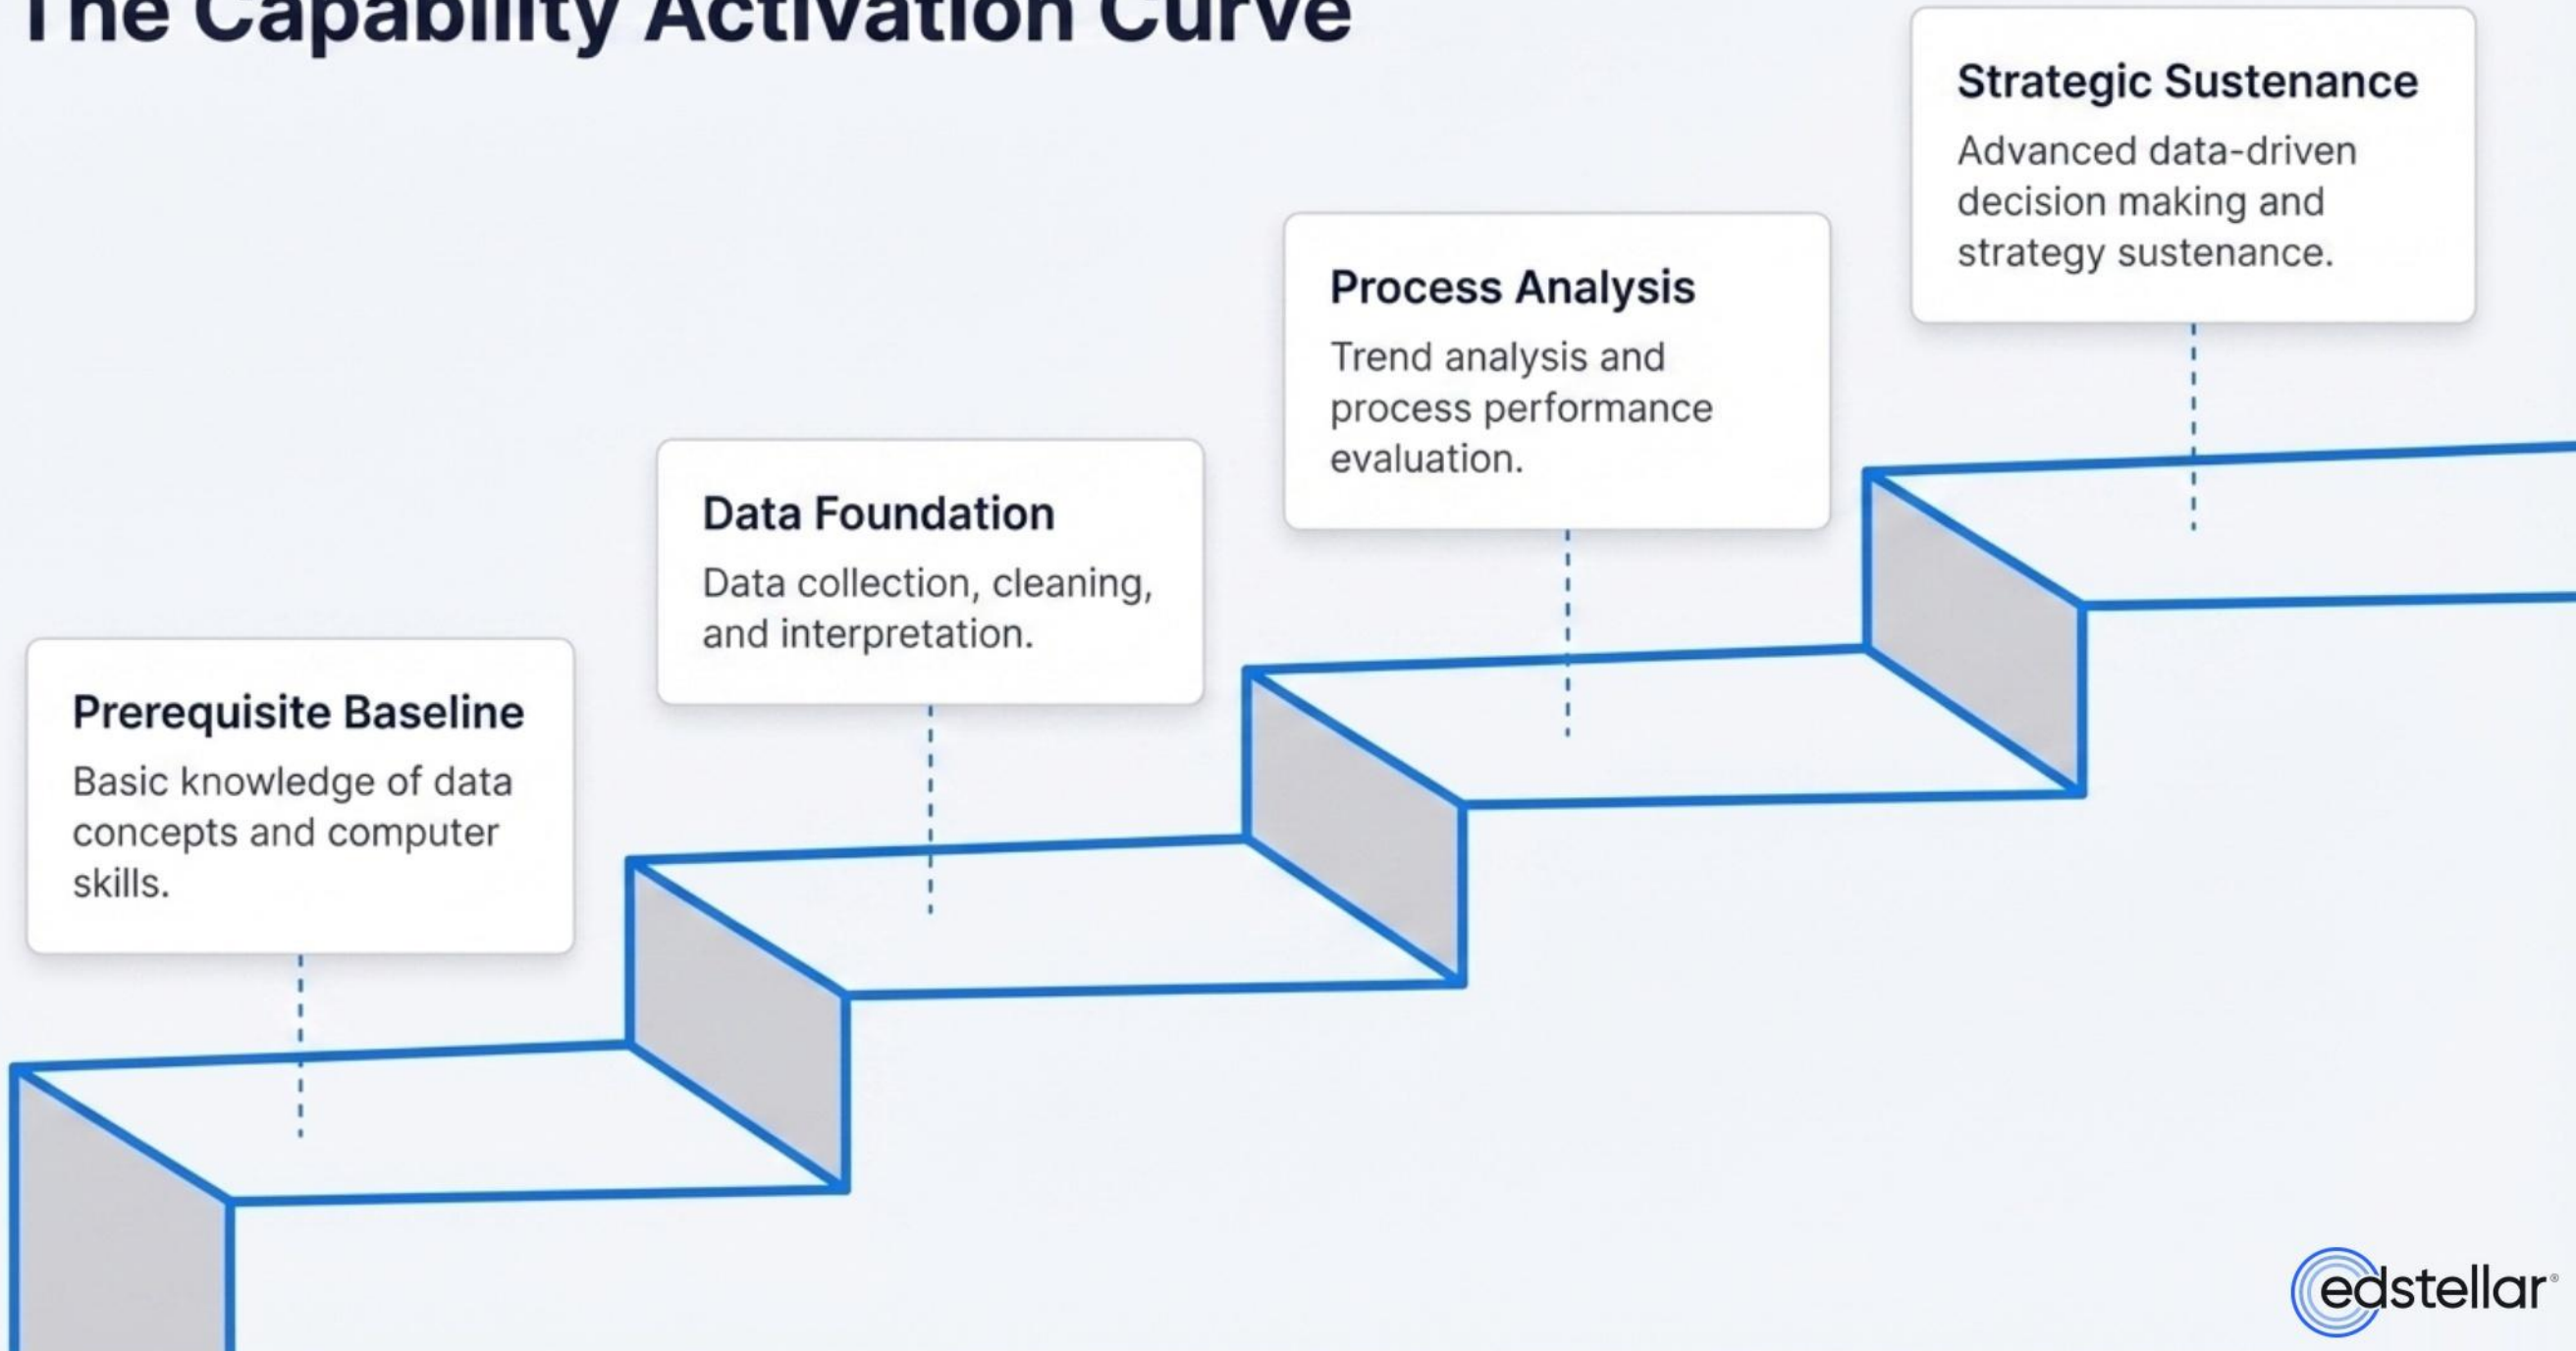 The Capability Activation Curve
Strategic Sustenance
Advanced data-driven
decision making and
strategy sustenance.
Process Analysis
Trend analysis and
process performance
evaluation.
Data Foundation
Data collection, cleaning,
and interpretation.
Prerequisite Baseline
Basic knowledge of data
concepts and computer
skills.
edstellar®